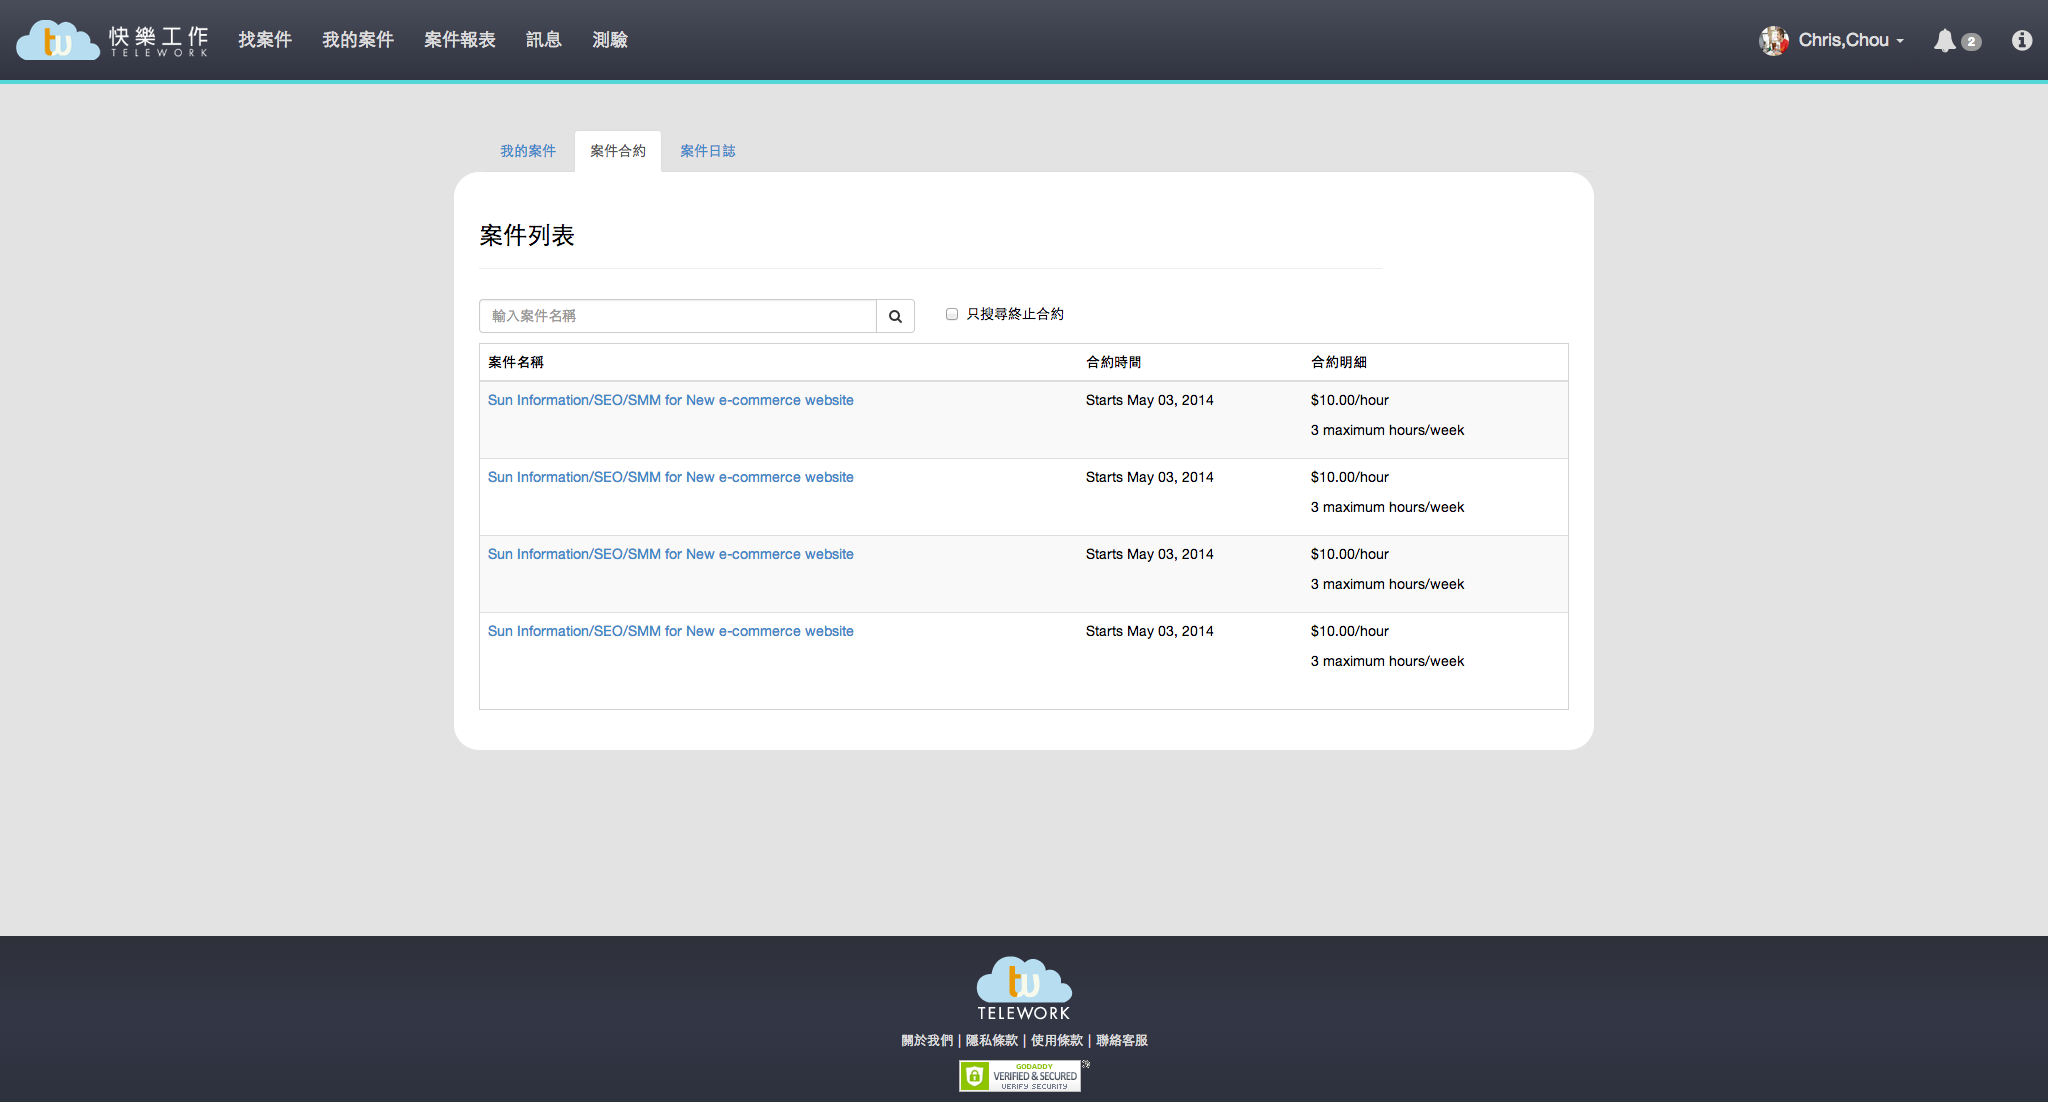 tw 快樂工作 TELEWORK 找案件 我的案件 案件報表 訊息 測驗 Chris,Chou 2
我的案件 案件合約 案件日誌
案件列表
輸入案件名稱 只搜尋終止合約
案件名稱 合約時間 合約明細
Sun Information/SEO/SMM for New e-commerce website Starts May 03, 2014 $10.00/hour
3 maximum hours/week
Sun Information/SEO/SMM for New e-commerce website Starts May 03, 2014 $10.00/hour
3 maximum hours/week
Sun Information/SEO/SMM for New e-commerce website Starts May 03, 2014 $10.00/hour
3 maximum hours/week
Sun Information/SEO/SMM for New e-commerce website Starts May 03, 2014 $10.00/hour
3 maximum hours/week
tw
TELEWORK
關於我們 | 隱私條款 | 使用條款 | 聯絡客服
GODADDY
VERIFIED & SECURED
VERIFY SECURITY